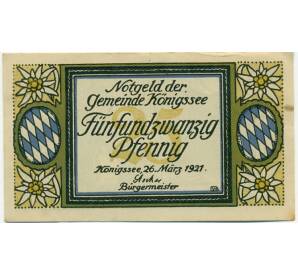 Notgeld der
Gemeinde Königssee
Fünfundzwanzig
Pfennig
Königssee, 26. März 1921.
Bürgermeister